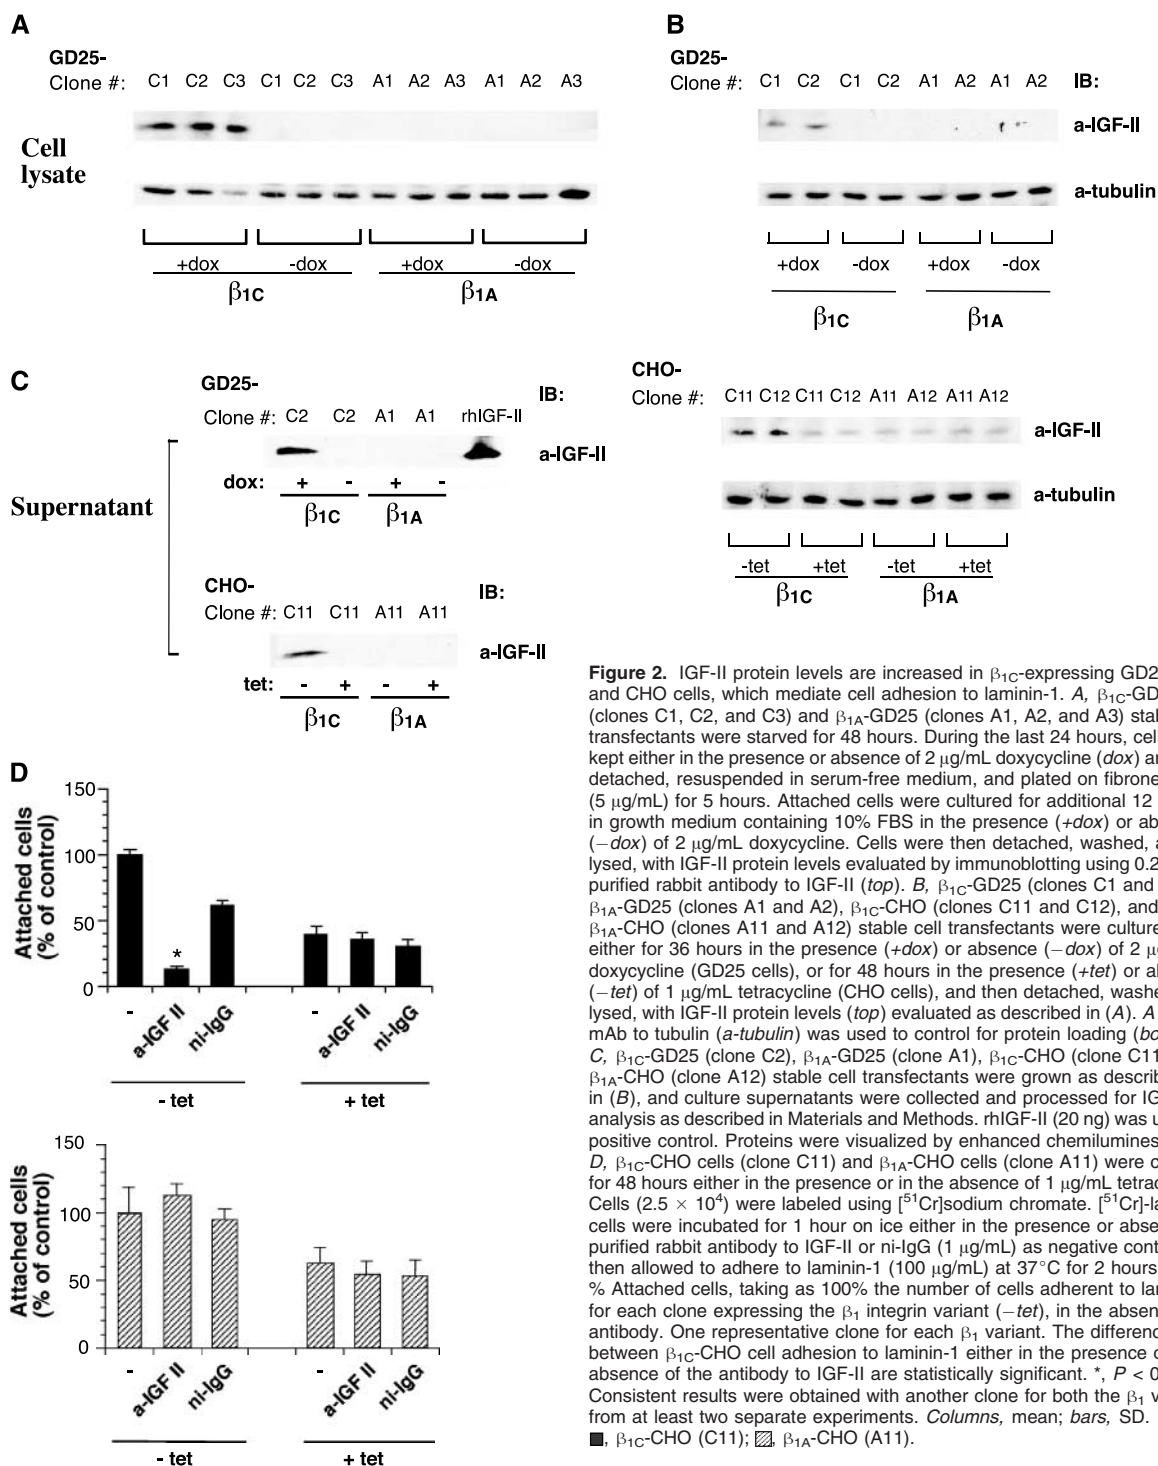 A
GD25-
Clone #: C1 C2 C3 C1 C2 C3 A1 A2 A3 A1 A2 A3
Cell
lysate
+dox -dox +dox -dox
β1C β1A
B
GD25-
Clone #: C1 C2 C1 C2 A1 A2 A1 A2 IB:
a-IGF-II
a-tubulin
+dox -dox +dox -dox
β1C β1A
CHO-
Clone #: C11 C12 C11 C12 A11 A12 A11 A12
a-IGF-II
a-tubulin
-tet +tet -tet +tet
β1C β1A
C
GD25-
IB:
Clone #: C2 C2 A1 A1 rhIGF-II
a-IGF-II
Supernatant
dox: + - + -
β1C β1A
CHO-
IB:
Clone #: C11 C11 A11 A11
a-IGF-II
tet: - + - +
β1C β1A
D
Attached cells
(% of control)
150
100
50
0
*
- a-IGF II ni-IgG - a-IGF II ni-IgG
- tet + tet
Attached cells
(% of control)
150
100
50
0
- a-IGF II ni-IgG - a-IGF II ni-IgG
- tet + tet
Figure 2. IGF-II protein levels are increased in β1C-expressing GD2
and CHO cells, which mediate cell adhesion to laminin-1. A, β1C-GD
(clones C1, C2, and C3) and β1A-GD25 (clones A1, A2, and A3) stal
transfectants were starved for 48 hours. During the last 24 hours, cell
kept either in the presence or absence of 2 μg/mL doxycycline (dox) an
detached, resuspended in serum-free medium, and plated on fibrone
(5 μg/mL) for 5 hours. Attached cells were cultured for additional 12
in growth medium containing 10% FBS in the presence (+dox) or ab
(−dox) of 2 μg/mL doxycycline. Cells were then detached, washed, a
lysed, with IGF-II protein levels evaluated by immunoblotting using 0.2
purified rabbit antibody to IGF-II (top). B, β1C-GD25 (clones C1 and
β1A-GD25 (clones A1 and A2), β1C-CHO (clones C11 and C12), and
β1A-CHO (clones A11 and A12) stable cell transfectants were culture
either for 36 hours in the presence (+dox) or absence (−dox) of 2 μg
doxycycline (GD25 cells), or for 48 hours in the presence (+tet) or al
(−tet) of 1 μg/mL tetracycline (CHO cells), and then detached, washe
lysed, with IGF-II protein levels (top) evaluated as described in (A). A
mAb to tubulin (a-tubulin) was used to control for protein loading (bo
C, β1C-GD25 (clone C2), β1A-GD25 (clone A1), β1C-CHO (clone C11
β1A-CHO (clone A12) stable cell transfectants were grown as describ
in (B), and culture supernatants were collected and processed for IG
analysis as described in Materials and Methods. rhIGF-II (20 ng) was u
positive control. Proteins were visualized by enhanced chemilumines
D, β1C-CHO cells (clone C11) and β1A-CHO cells (clone A11) were c
for 48 hours either in the presence or in the absence of 1 μg/mL tetrac
Cells (2.5 × 10⁴) were labeled using [⁵¹Cr]sodium chromate. [⁵¹Cr]-la
cells were incubated for 1 hour on ice either in the presence or abser
purified rabbit antibody to IGF-II or ni-IgG (1 μg/mL) as negative cont
then allowed to adhere to laminin-1 (100 μg/mL) at 37°C for 2 hours
% Attached cells, taking as 100% the number of cells adherent to lar
for each clone expressing the β1 integrin variant (−tet), in the absen
antibody. One representative clone for each β1 variant. The differenc
between β1C-CHO cell adhesion to laminin-1 either in the presence o
absence of the antibody to IGF-II are statistically significant. *, P < 0
Consistent results were obtained with another clone for both the β1 v
from at least two separate experiments. Columns, mean; bars, SD.
■, β1C-CHO (C11); ▨, β1A-CHO (A11).